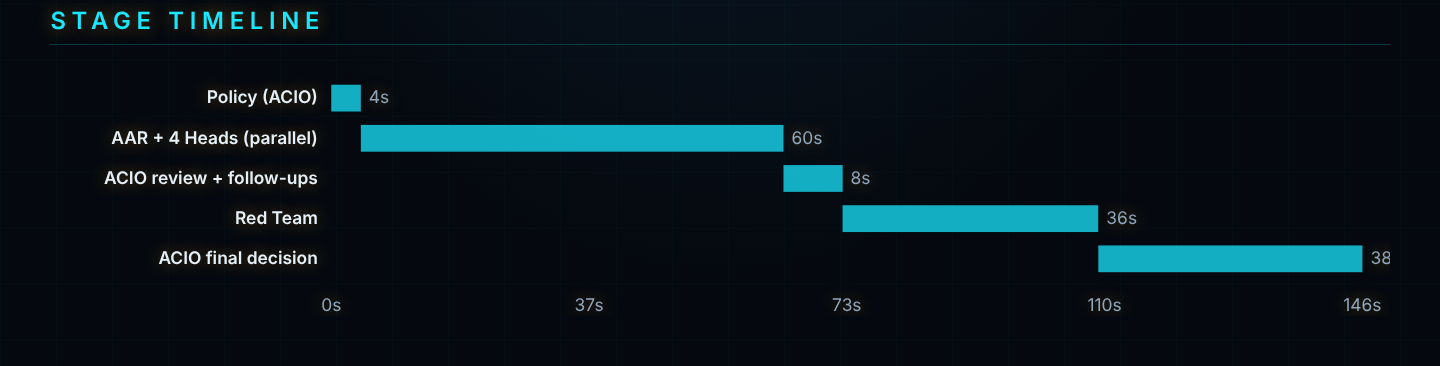 STAGE TIMELINE
Policy (ACIO) 4s
AAR + 4 Heads (parallel) 60s
ACIO review + follow-ups 8s
Red Team 36s
ACIO final decision 38
0s 37s 73s 110s 146s